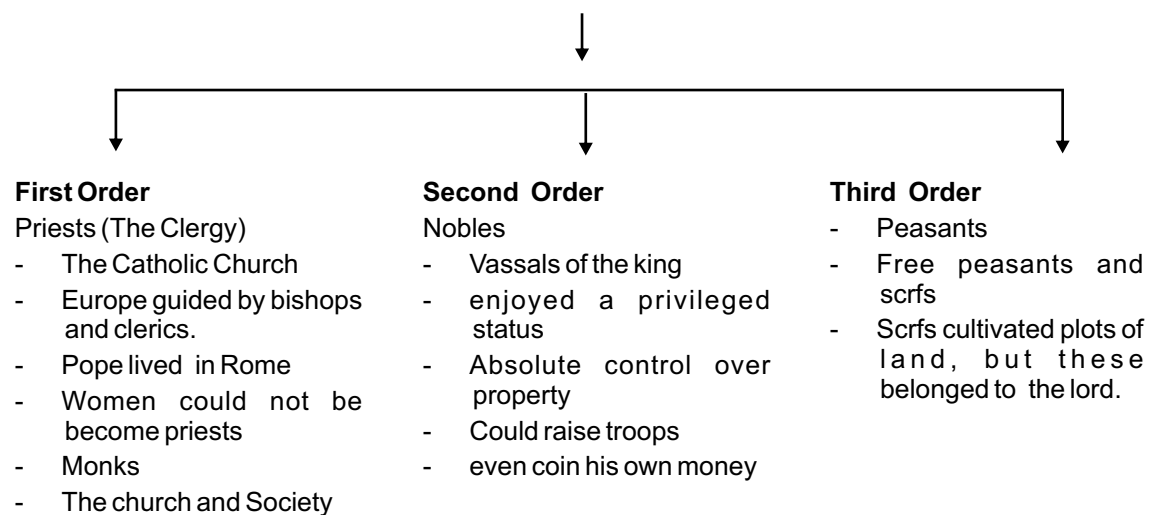 First Order
Priests (The Clergy)
- The Catholic Church
- Europe guided by bishops
and clerics.
- Pope lived in Rome
- Women could not be
become priests
- Monks
- The church and Society
Second Order
Nobles
- Vassals of the king
- enjoyed a privileged
status
- Absolute control over
property
- Could raise troops
- even coin his own money
Third Order
- Peasants
- Free peasants and
scrfs
- Scrfs cultivated plots of
land, but these
belonged to the lord.